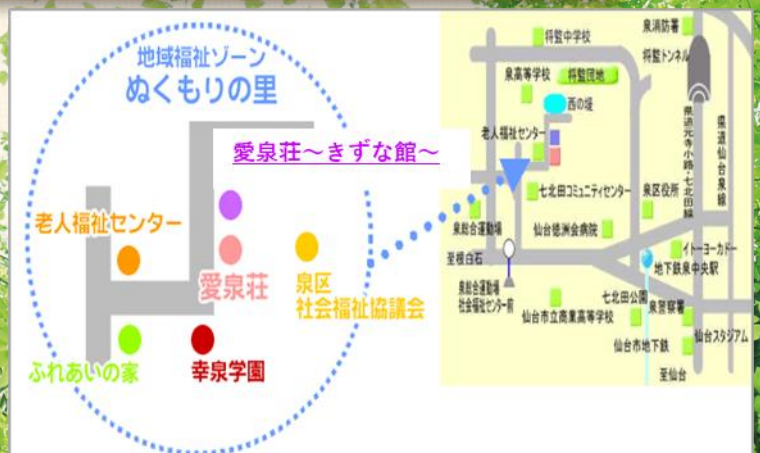 地域福祉ゾーン
ぬくもりの里
愛泉荘～きずな館～
老人福祉センター
愛泉荘
泉区
社会福祉協議会
ふれあいの家
幸泉学園
泉消防署
将監中学校
将監トンネル
泉高等学校
将監団地
西の堤
老人福祉センター
県道元寺小路・七北田線
県道仙台泉線
七北田コミュニティセンター
泉区役所
泉総合運動場
仙台徳洲会病院
イトーヨーカドー
至根白石
地下鉄泉中央駅
泉総合運動場
社会福祉センター前
七北田公園
仙台市立商業高等学校
泉警察署
仙台スタジアム
仙台市地下鉄
至仙台